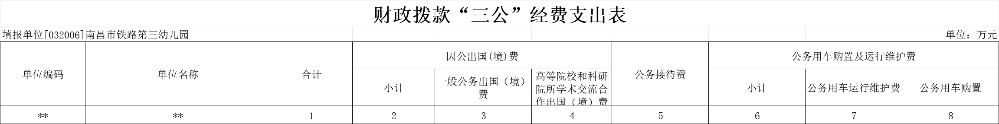 财政拨款“三公”经费支出表
填报单位[032006]南昌市铁路第三幼儿园
单位：万元
单位编码
单位名称
合计
因公出国(境)费
公务接待费
公务用车购置及运行维护费
小计
一般公务出国（境）
费
高等院校和科研
院所学术交流合
作出国（境）费
小计
公务用车运行维护费
公务用车购置
**
**
1
2
3
4
5
6
7
8